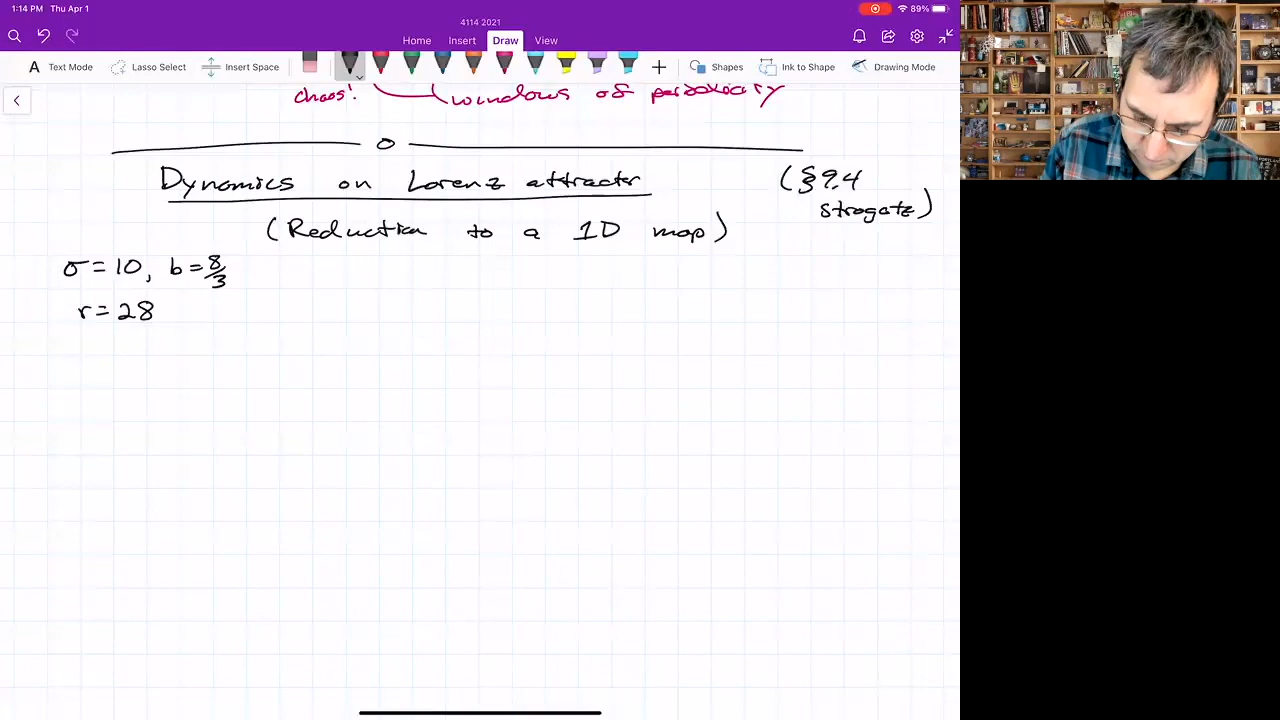 1:14 PM Thu Apr 1
89%
4114 2021
Home Insert Draw View
Text Mode Lasso Select Insert Space Shapes Ink to Shape Drawing Mode
chaos! windows of periodicity
Dynamics on Lorenz attractor (§9.4
strogatz)
(Reduction to a 1D map)
σ = 10, b = 8/3
r = 28